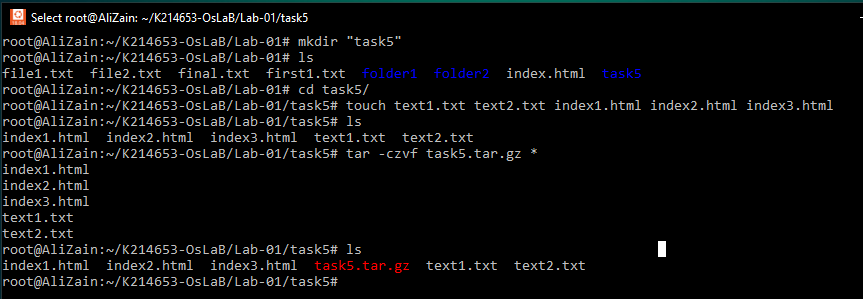 Select root@AliZain: ~/K214653-OsLaB/Lab-01/task5
root@AliZain:~/K214653-OsLaB/Lab-01# mkdir "task5"
root@AliZain:~/K214653-OsLaB/Lab-01# ls
file1.txt  file2.txt  final.txt  first1.txt  folder1  folder2  index.html  task5
root@AliZain:~/K214653-OsLaB/Lab-01# cd task5/
root@AliZain:~/K214653-OsLaB/Lab-01/task5# touch text1.txt text2.txt index1.html index2.html index3.html
root@AliZain:~/K214653-OsLaB/Lab-01/task5# ls
index1.html  index2.html  index3.html  text1.txt  text2.txt
root@AliZain:~/K214653-OsLaB/Lab-01/task5# tar -czvf task5.tar.gz *
index1.html
index2.html
index3.html
text1.txt
text2.txt
root@AliZain:~/K214653-OsLaB/Lab-01/task5# ls
index1.html  index2.html  index3.html  task5.tar.gz  text1.txt  text2.txt
root@AliZain:~/K214653-OsLaB/Lab-01/task5#